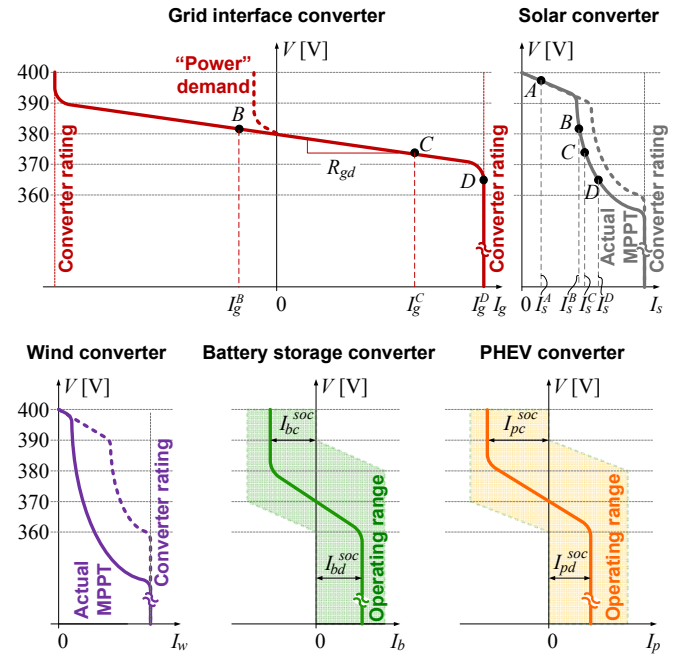 Grid interface converter
Solar converter
V [V]
V [V]
400
390
380
370
360
"Power"
demand
Converter rating
B
C
D
R_gd
I_g^B
0
I_g^C
I_g^D
I_g
A
B
C
D
Actual
MPPT
Converter rating
0
I_s^A
I_s^B
I_s^C
I_s^D
I_s
Wind converter
Battery storage converter
PHEV converter
V [V]
V [V]
V [V]
400
390
380
370
360
Actual
MPPT
Converter rating
0
I_w
I_bc^soc
I_bd^soc
Operating range
0
I_b
I_pc^soc
I_pd^soc
Operating range
0
I_p